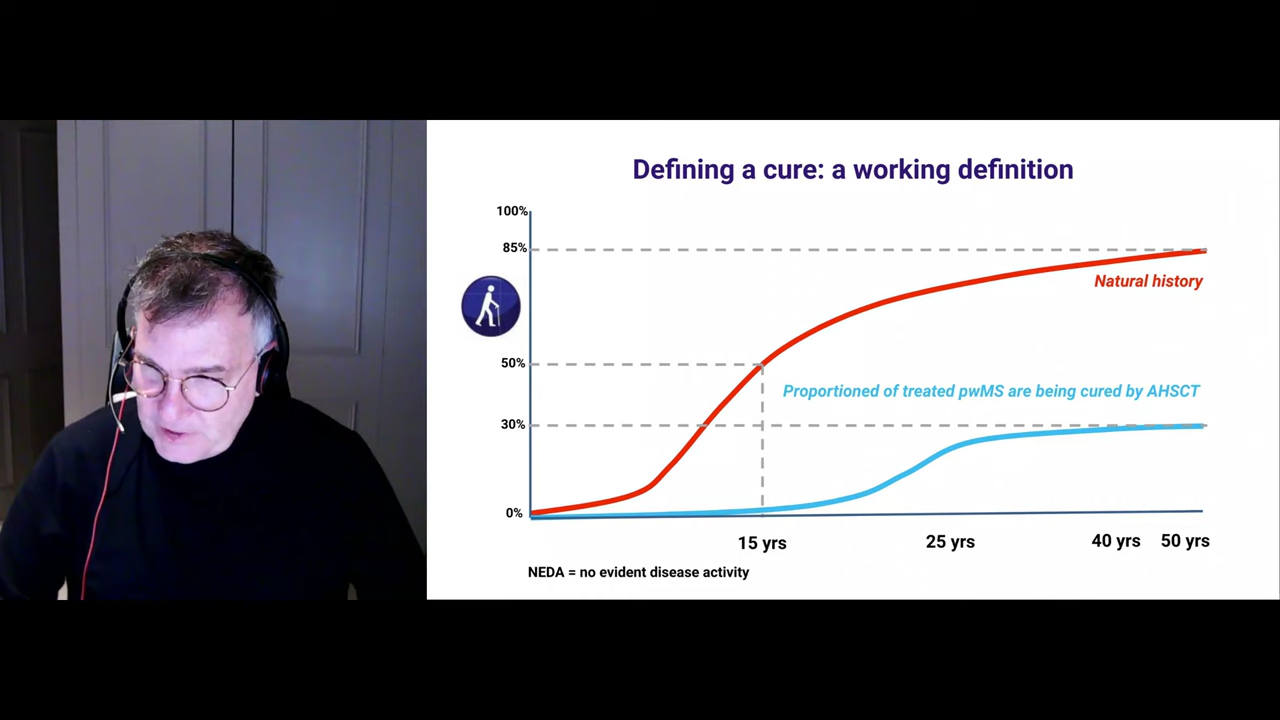 Defining a cure: a working definition
100%
85%
Natural history
50%
Proportioned of treated pwMS are being cured by AHSCT
30%
0%
15 yrs
25 yrs
40 yrs
50 yrs
NEDA = no evident disease activity